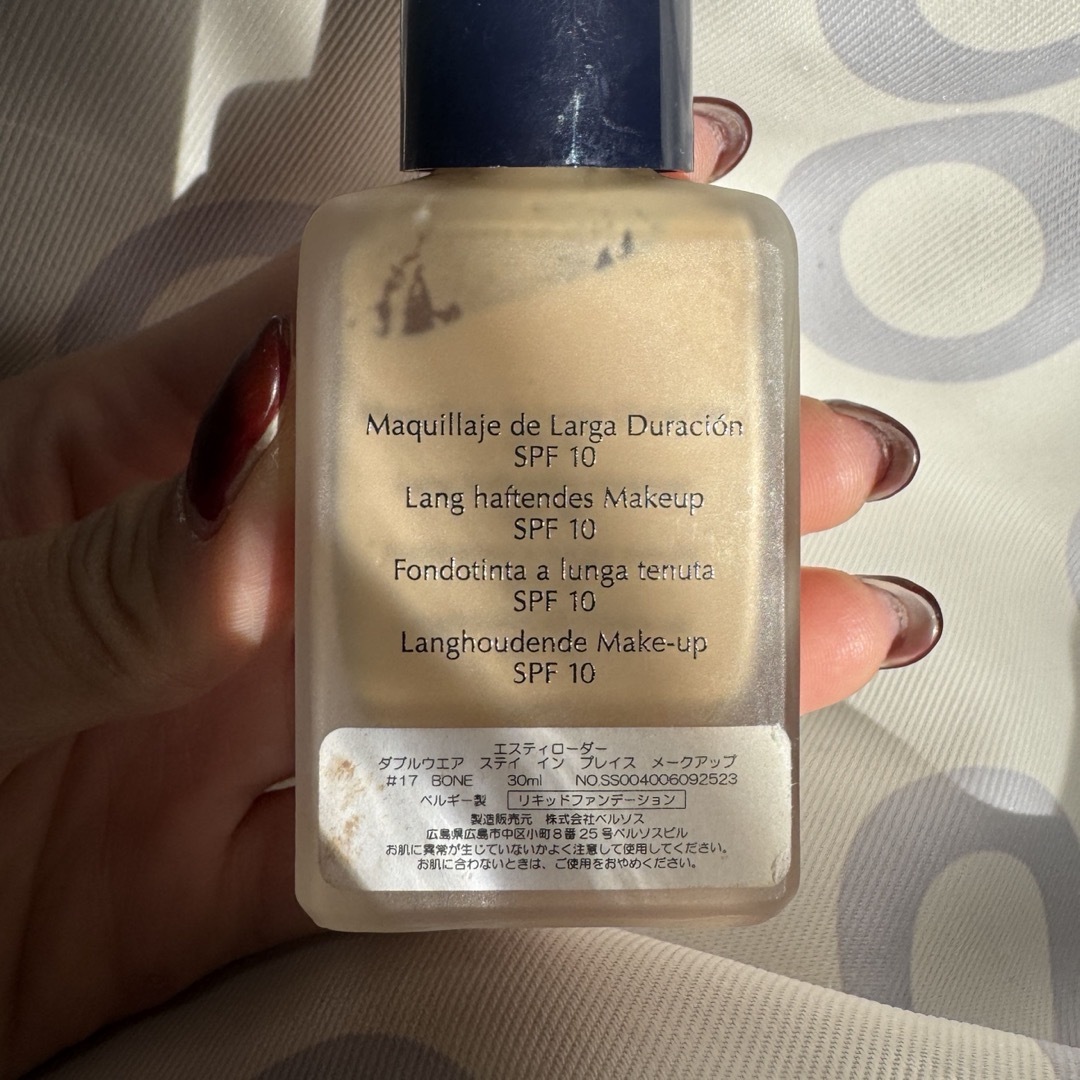 Maquillaje de Larga Duración
SPF 10
Lang haftendes Makeup
SPF 10
Fondotinta a lunga tenuta
SPF 10
Langhoudende Make-up
SPF 10
エスティローダー
ダブルウエア ステイ イン プレイス メークアップ
#17 BONE 30ml NO.SS004006092523
ベルギー製 リキッドファンデーション
製造販売元 株式会社ベルソス
広島県広島市中区小町8番25号ベルソスビル
お肌に異常が生じていないかよく注意して使用してください。
お肌に合わないときは、ご使用をおやめください。